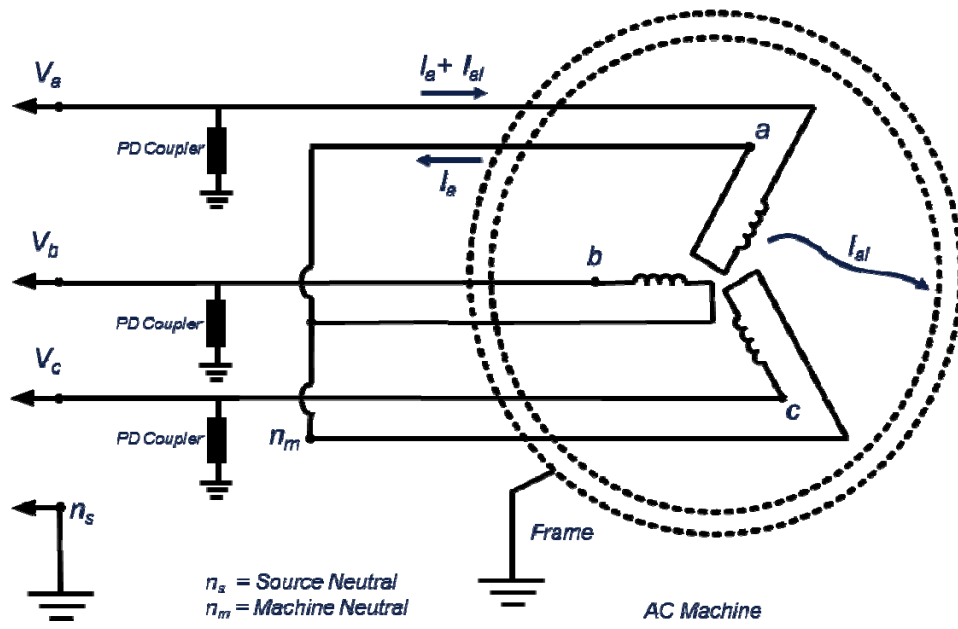 Va
Ia + Ial
PD Coupler
a
Ia
Vb
b
Ial
PD Coupler
Vc
c
PD Coupler
nm
ns
Frame
ns = Source Neutral
nm = Machine Neutral
AC Machine